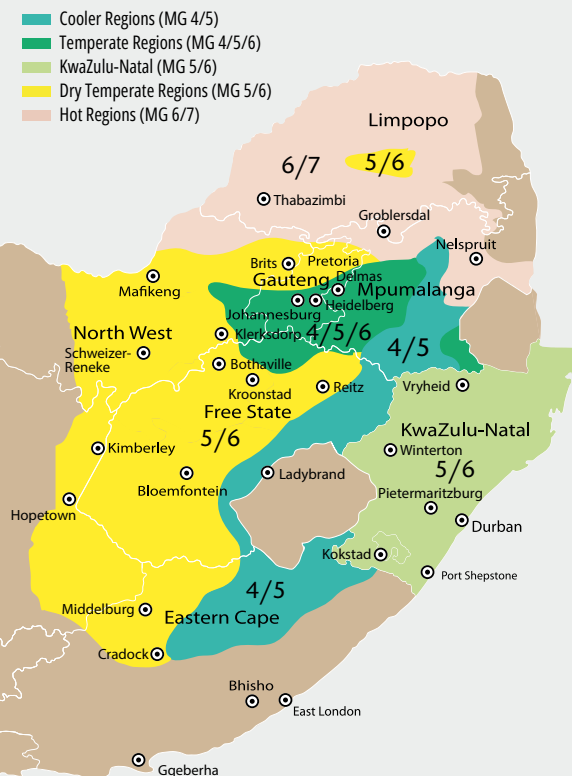 Cooler Regions (MG 4/5)
Temperate Regions (MG 4/5/6)
KwaZulu-Natal (MG 5/6)
Dry Temperate Regions (MG 5/6)
Hot Regions (MG 6/7)
Limpopo
6/7
5/6
Thabazimbi
Groblersdal
Nelspruit
Brits
Pretoria
Mafikeng
Gauteng
Delmas
Mpumalanga
Johannesburg
Heidelberg
North West
Klerksdorp
4/5/6
4/5
Schweizer-
Reneke
Bothaville
Kroonstad
Reitz
Vryheid
Free State
KwaZulu-Natal
5/6
Kimberley
Winterton
5/6
Bloemfontein
Ladybrand
Pietermaritzburg
Hopetown
Durban
Kokstad
Port Shepstone
4/5
Middelburg
Eastern Cape
Cradock
Bhisho
East London
Gqeberha